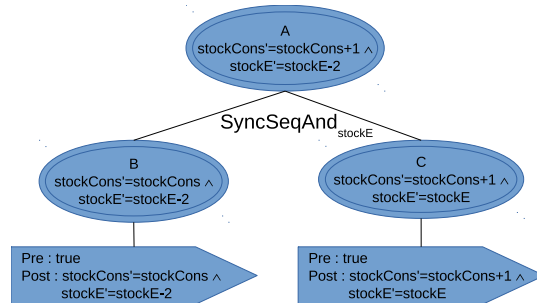 A
stockCons'=stockCons+1 ∧
stockE'=stockE-2
SyncSeqAnd stockE
B
stockCons'=stockCons ∧
stockE'=stockE-2
C
stockCons'=stockCons+1 ∧
stockE'=stockE
Pre : true
Post : stockCons'=stockCons ∧
stockE'=stockE-2
Pre : true
Post : stockCons'=stockCons+1 ∧
stockE'=stockE